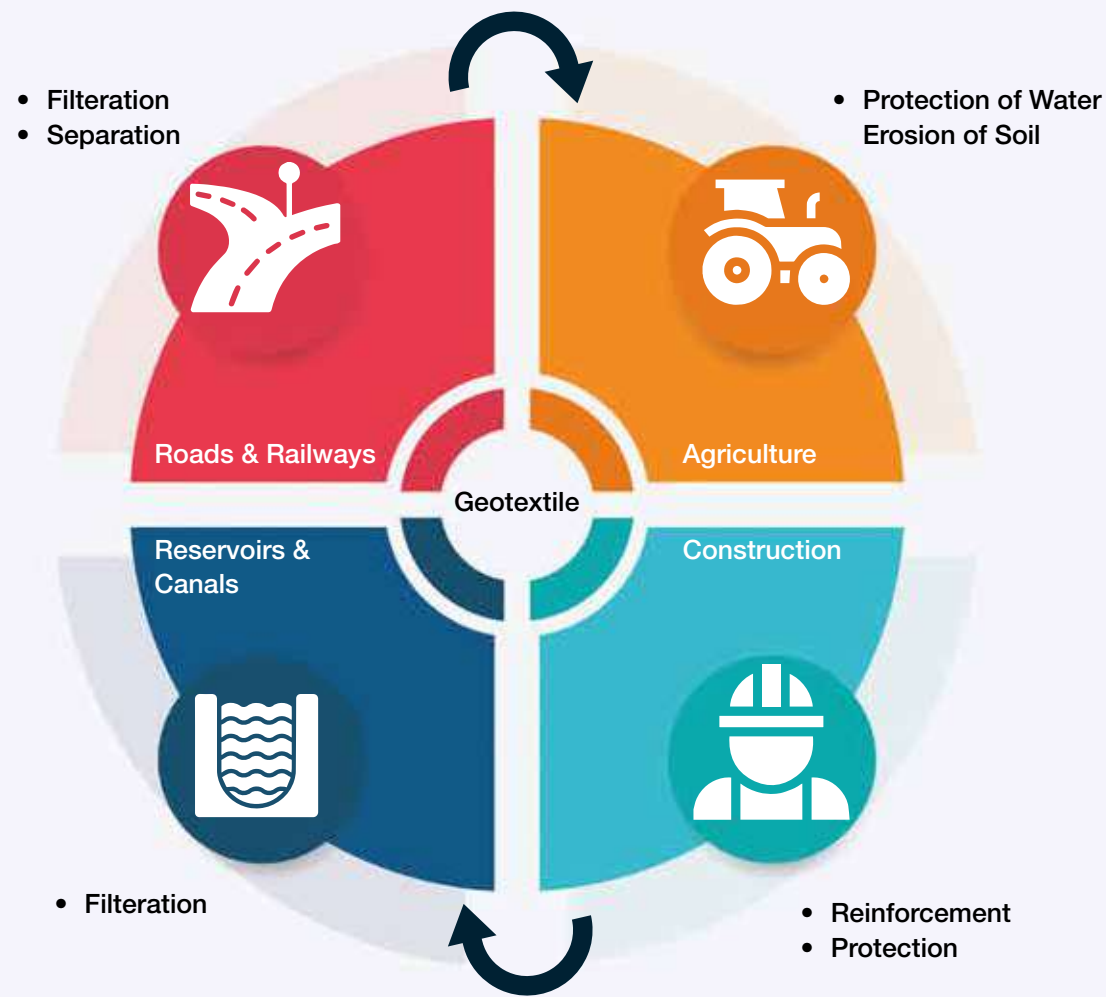 • Filteration
• Separation
• Protection of Water
Erosion of Soil
Roads & Railways
Agriculture
Geotextile
Reservoirs &
Canals
Construction
• Filteration
• Reinforcement
• Protection